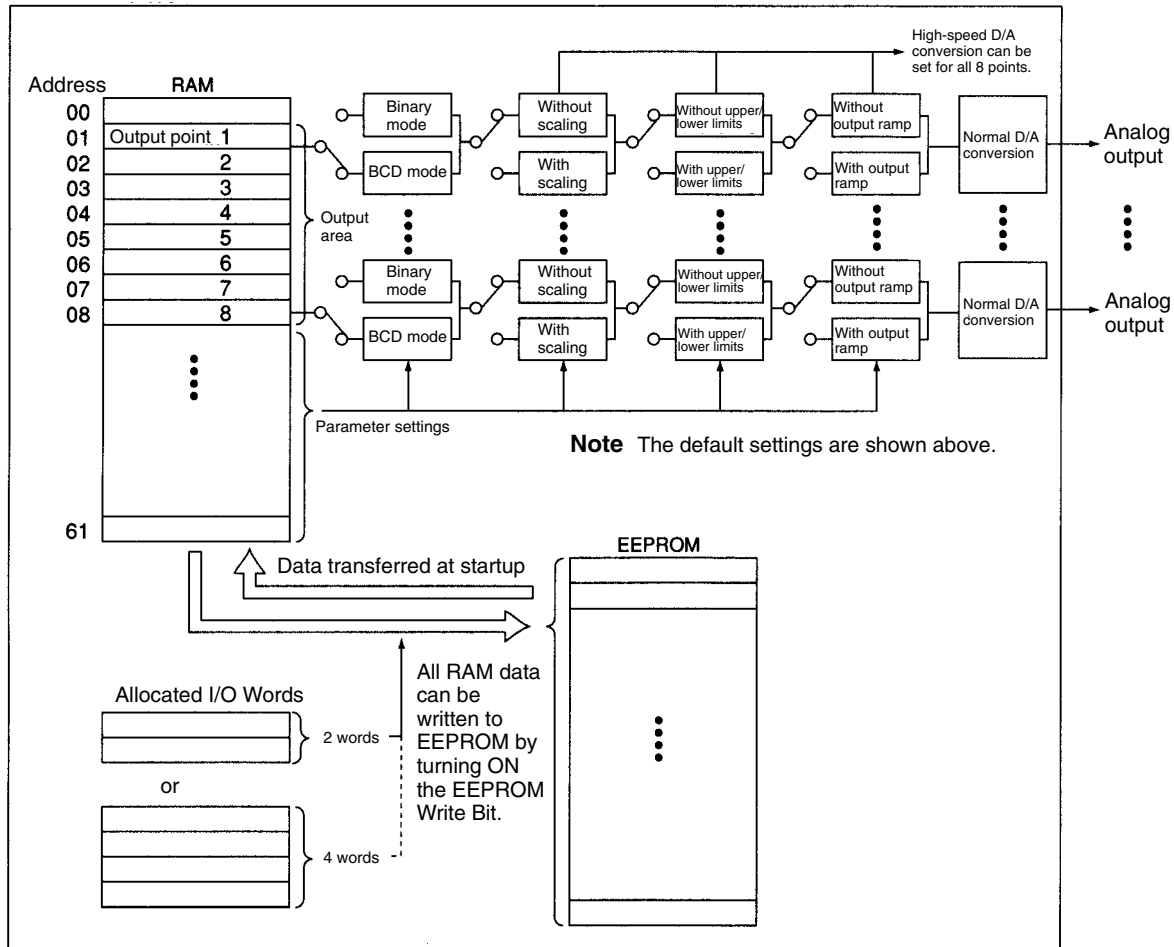 High-speed D/A
conversion can be
set for all 8 points.
Address RAM
00
01 Output point 1
02 2
03 3
04 4
05 5
06 6
07 7
08 8
61
Output
area
Binary
mode
BCD mode
Without
scaling
With
scaling
Without upper/
lower limits
With upper/
lower limits
Without
output ramp
With output
ramp
Normal D/A
conversion
Analog
output
Binary
mode
BCD mode
Without
scaling
With
scaling
Without upper/
lower limits
With upper/
lower limits
Without
output ramp
With output
ramp
Normal D/A
conversion
Analog
output
Parameter settings
Note The default settings are shown above.
EEPROM
Data transferred at startup
All RAM data
can be
written to
EEPROM by
turning ON
the EEPROM
Write Bit.
Allocated I/O Words
2 words
or
4 words